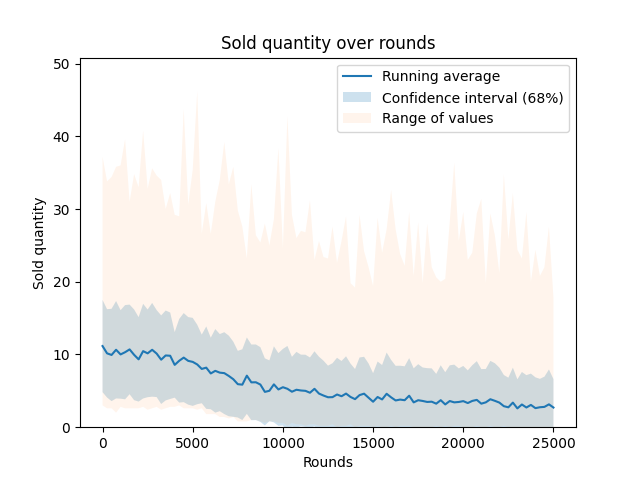 Sold quantity over rounds
Running average
Confidence interval (68%)
Range of values
50
40
30
20
10
0
Sold quantity
0
5000
10000
15000
20000
25000
Rounds